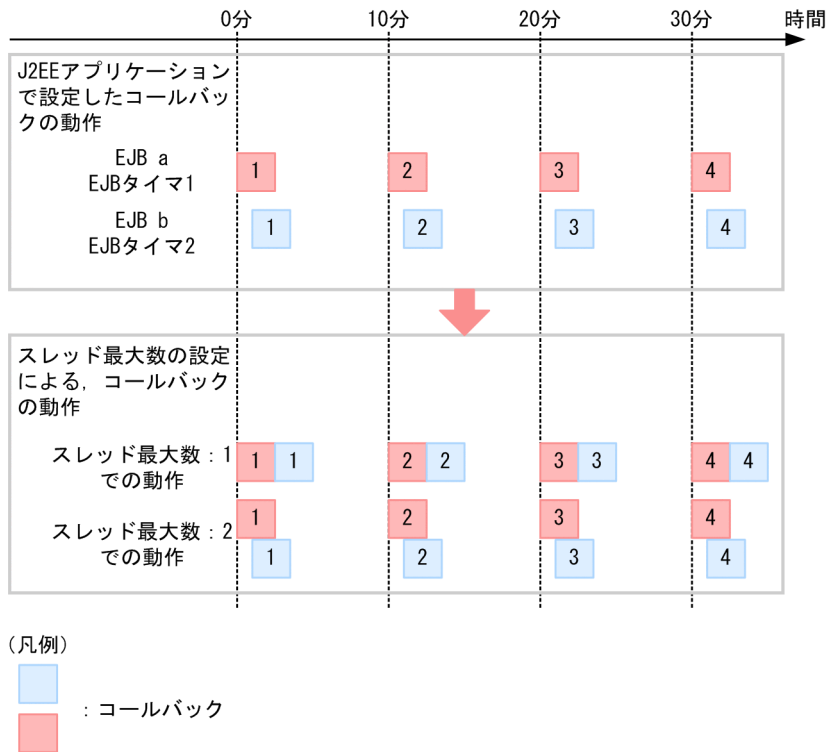 0分 10分 20分 30分 時間
J2EEアプリケーション
で設定したコールバッ
クの動作
EJB a
EJBタイマ1
1 2 3 4
EJB b
EJBタイマ2
1 2 3 4
スレッド最大数の設定
による，コールバック
の動作
スレッド最大数：1
での動作
1 1 2 2 3 3 4 4
スレッド最大数：2
での動作
1 2 3 4
1 2 3 4
(凡例)
：コールバック